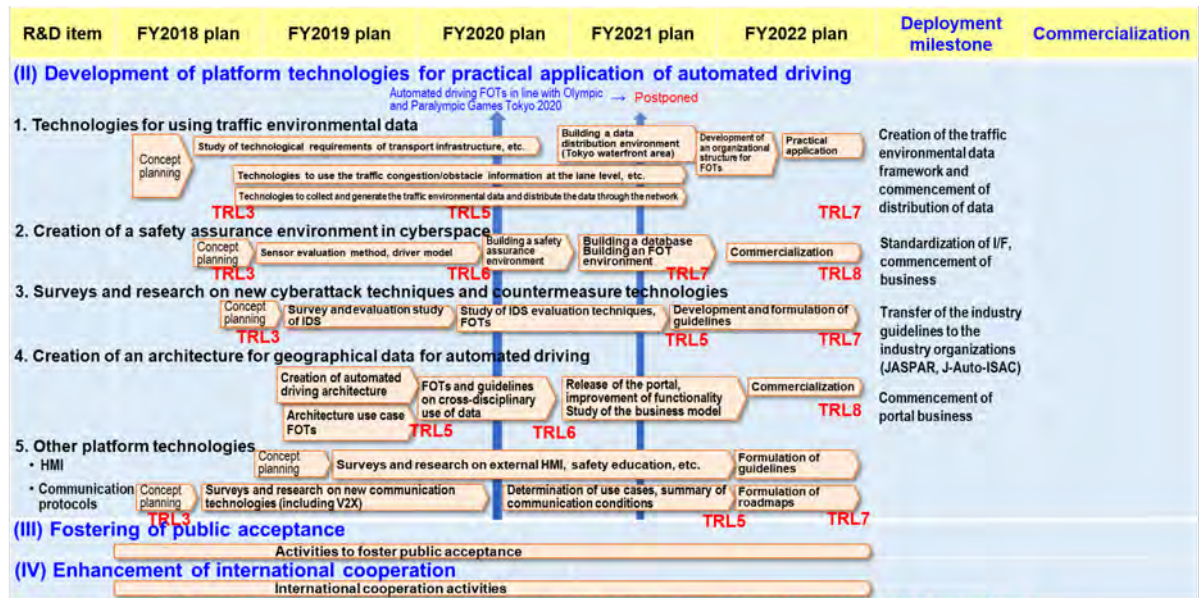 R&D item
FY2018 plan
FY2019 plan
FY2020 plan
FY2021 plan
FY2022 plan
Deployment
milestone
Commercialization
(II) Development of platform technologies for practical application of automated driving
Automated driving FOTs in line with Olympic
and Paralympic Games Tokyo 2020
→ Postponed
1. Technologies for using traffic environmental data
Concept
planning
Study of technological requirements of transport infrastructure, etc.
Building a data
distribution environment
(Tokyo waterfront area)
Development of
an organizational
structure for
FOTs
Practical
application
Technologies to use the traffic congestion/obstacle information at the lane level, etc.
Technologies to collect and generate the traffic environmental data and distribute the data through the network
TRL3
TRL5
TRL7
Creation of the traffic
environmental data
framework and
commencement of
distribution of data
2. Creation of a safety assurance environment in cyberspace
Concept
planning
Sensor evaluation method, driver model
Building a safety
assurance
environment
Building a database
Building an FOT
environment
Commercialization
TRL3
TRL6
TRL7
TRL8
Standardization of I/F,
commencement of
business
3. Surveys and research on new cyberattack techniques and countermeasure technologies
Concept
planning
Survey and evaluation study
of IDS
Study of IDS evaluation techniques,
FOTs
Development and formulation of
guidelines
TRL3
TRL5
TRL7
Transfer of the industry
guidelines to the
industry organizations
(JASPAR, J-Auto-ISAC)
4. Creation of an architecture for geographical data for automated driving
Creation of automated
driving architecture
Architecture use case
FOTs
FOTs and guidelines
on cross-disciplinary
use of data
Release of the portal,
improvement of functionality
Study of the business model
Commercialization
TRL5
TRL6
TRL8
Commencement of
portal business
5. Other platform technologies
• HMI
Concept
planning
Surveys and research on external HMI, safety education, etc.
Formulation of
guidelines
• Communication
protocols
Concept
planning
Surveys and research on new communication
technologies (including V2X)
Determination of use cases, summary of
communication conditions
Formulation of
roadmaps
TRL3
TRL5
TRL7
(III) Fostering of public acceptance
Activities to foster public acceptance
(IV) Enhancement of international cooperation
International cooperation activities